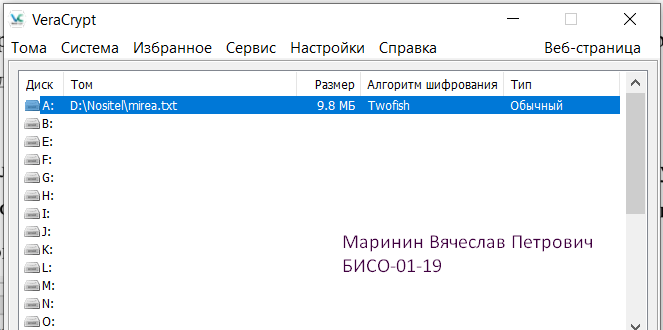 VeraCrypt
Тома Система Избранное Сервис Настройки Справка Веб-страница
Диск Том Размер Алгоритм шифрования Тип
A: D:\Nositel\mirea.txt 9.8 МБ Twofish Обычный
B:
E:
F:
G:
H:
I:
J:
K:
L:
M:
N:
O:
Маринин Вячеслав Петрович
БИСО-01-19